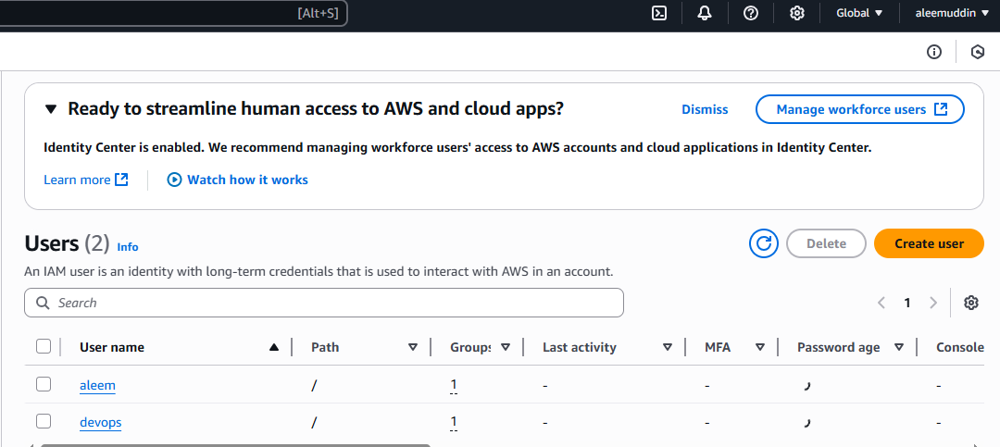 [Alt+S] Global aleemuddin
Ready to streamline human access to AWS and cloud apps? Dismiss Manage workforce users
Identity Center is enabled. We recommend managing workforce users' access to AWS accounts and cloud applications in Identity Center.
Learn more Watch how it works
Users (2) Info Delete Create user
An IAM user is an identity with long-term credentials that is used to interact with AWS in an account.
Search 1
User name Path Groups Last activity MFA Password age Console
aleem / 1 - - -
devops / 1 - - -